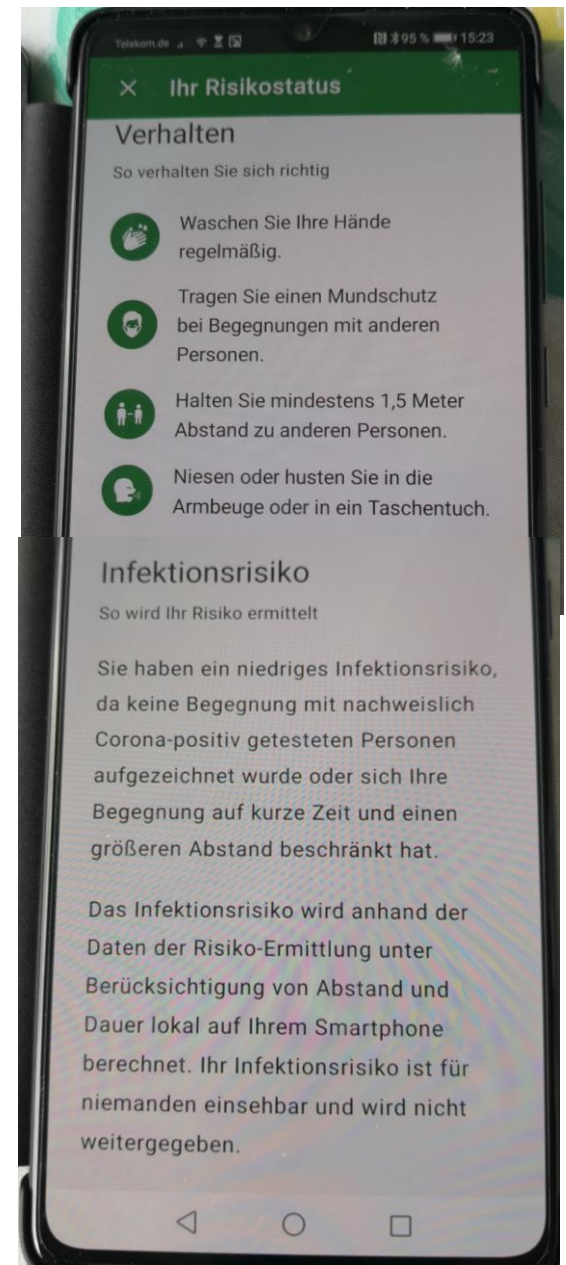 Telekom.de 95 % 15:23
Ihr Risikostatus
Verhalten
So verhalten Sie sich richtig
Waschen Sie Ihre Hände
regelmäßig.
Tragen Sie einen Mundschutz
bei Begegnungen mit anderen
Personen.
Halten Sie mindestens 1,5 Meter
Abstand zu anderen Personen.
Niesen oder husten Sie in die
Armbeuge oder in ein Taschentuch.
Infektionsrisiko
So wird Ihr Risiko ermittelt
Sie haben ein niedriges Infektionsrisiko,
da keine Begegnung mit nachweislich
Corona-positiv getesteten Personen
aufgezeichnet wurde oder sich Ihre
Begegnung auf kurze Zeit und einen
größeren Abstand beschränkt hat.
Das Infektionsrisiko wird anhand der
Daten der Risiko-Ermittlung unter
Berücksichtigung von Abstand und
Dauer lokal auf Ihrem Smartphone
berechnet. Ihr Infektionsrisiko ist für
niemanden einsehbar und wird nicht
weitergegeben.